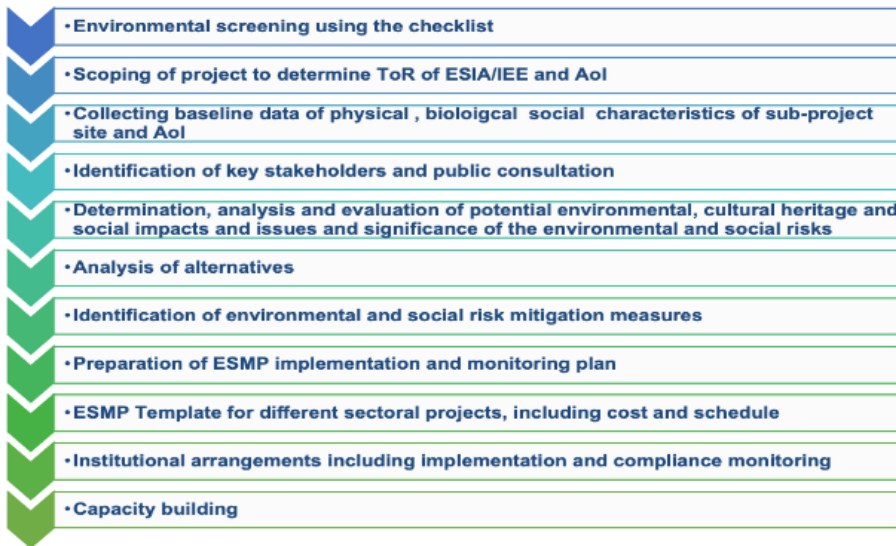 •Environmental screening using the checklist
•Scoping of project to determine ToR of ESIA/IEE and AoI
•Collecting baseline data of physical , bioloigcal social characteristics of sub-project
site and AoI
•Identification of key stakeholders and public consultation
•Determination, analysis and evaluation of potential environmental, cultural heritage and
social impacts and issues and significance of the environmental and social risks
•Analysis of alternatives
•Identification of environmental and social risk mitigation measures
•Preparation of ESMP implementation and monitoring plan
•ESMP Template for different sectoral projects, including cost and schedule
•Institutional arrangements including implementation and compliance monitoring
•Capacity building